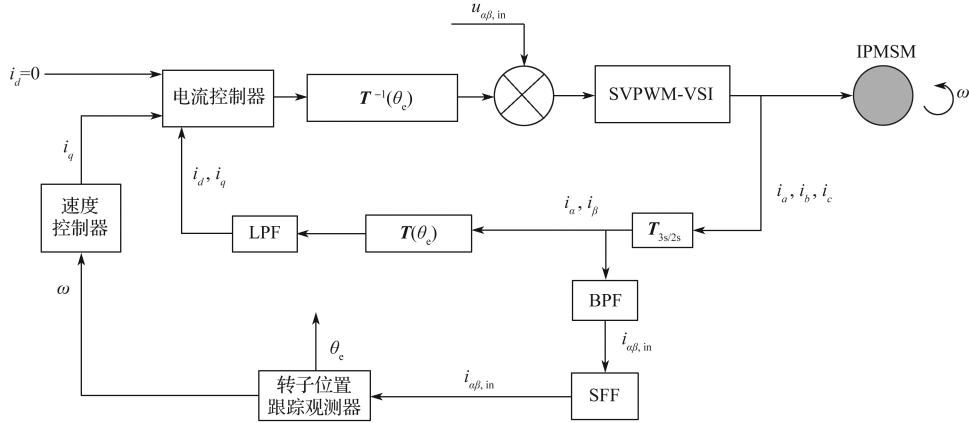 u_{αβ, in}
IPMSM
i_d=0
电流控制器
T⁻¹(θ_e)
SVPWM-VSI
ω
i_q
i_d, i_q
i_α, i_β
i_a, i_b, i_c
速度
控制器
LPF
T(θ_e)
T_{3s/2s}
ω
BPF
θ_e
i_{αβ, in}
转子位置
跟踪观测器
i_{αβ, in}
SFF